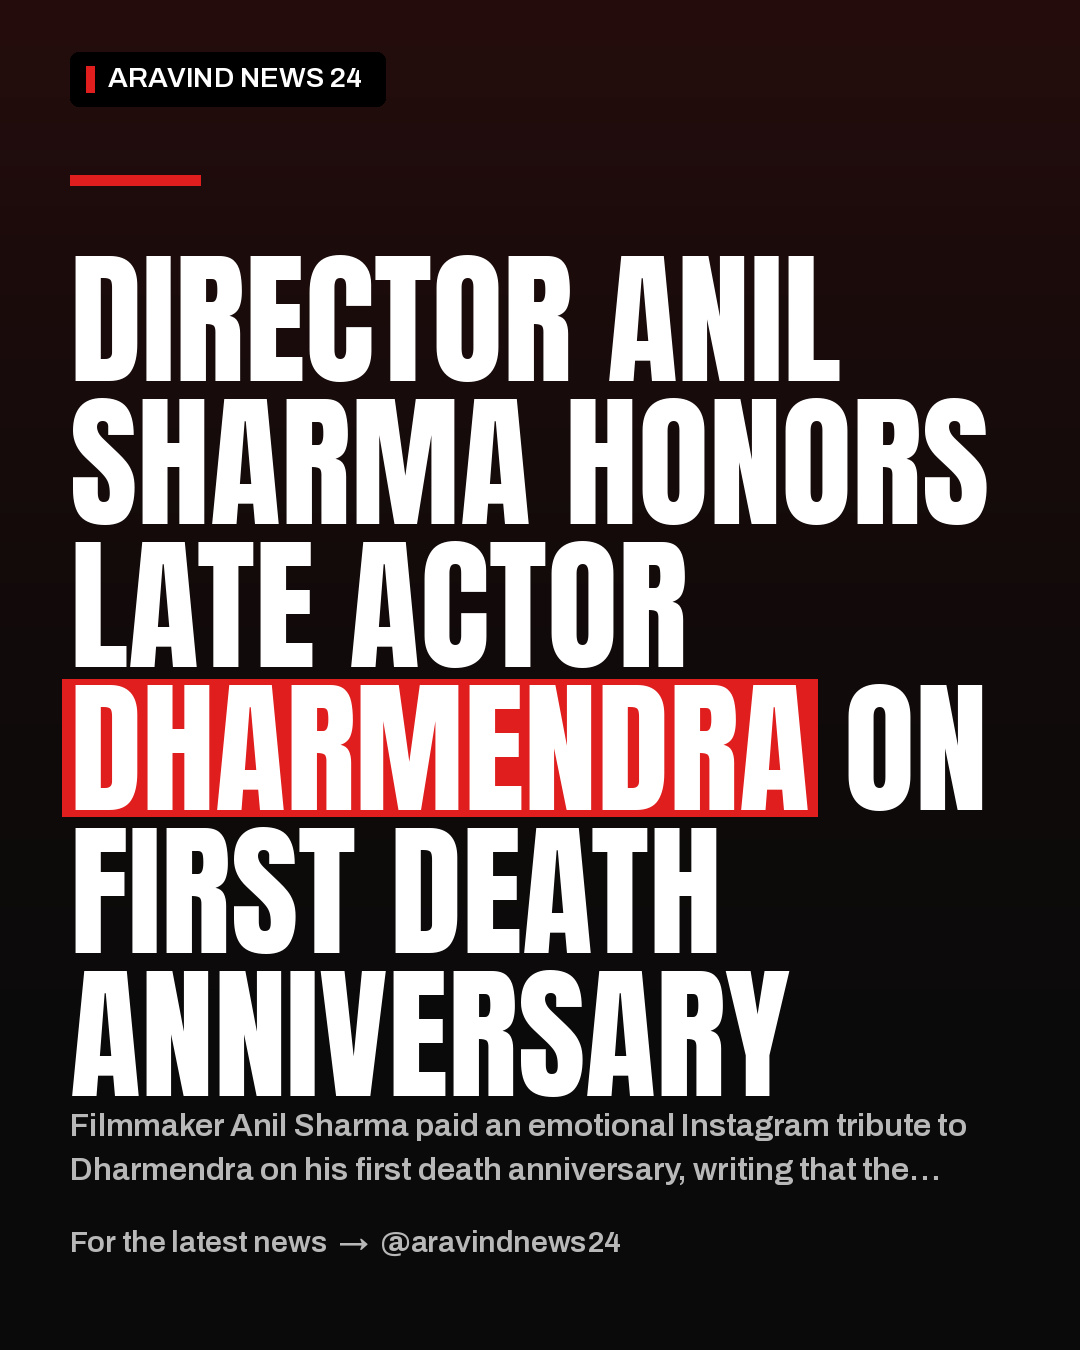 ARAVIND NEWS 24
DIRECTOR ANIL
SHARMA HONORS
LATE ACTOR
DHARMENDRA ON
FIRST DEATH
ANNIVERSARY
Filmmaker Anil Sharma paid an emotional Instagram tribute to
Dharmendra on his first death anniversary, writing that the...
For the latest news → @aravindnews24